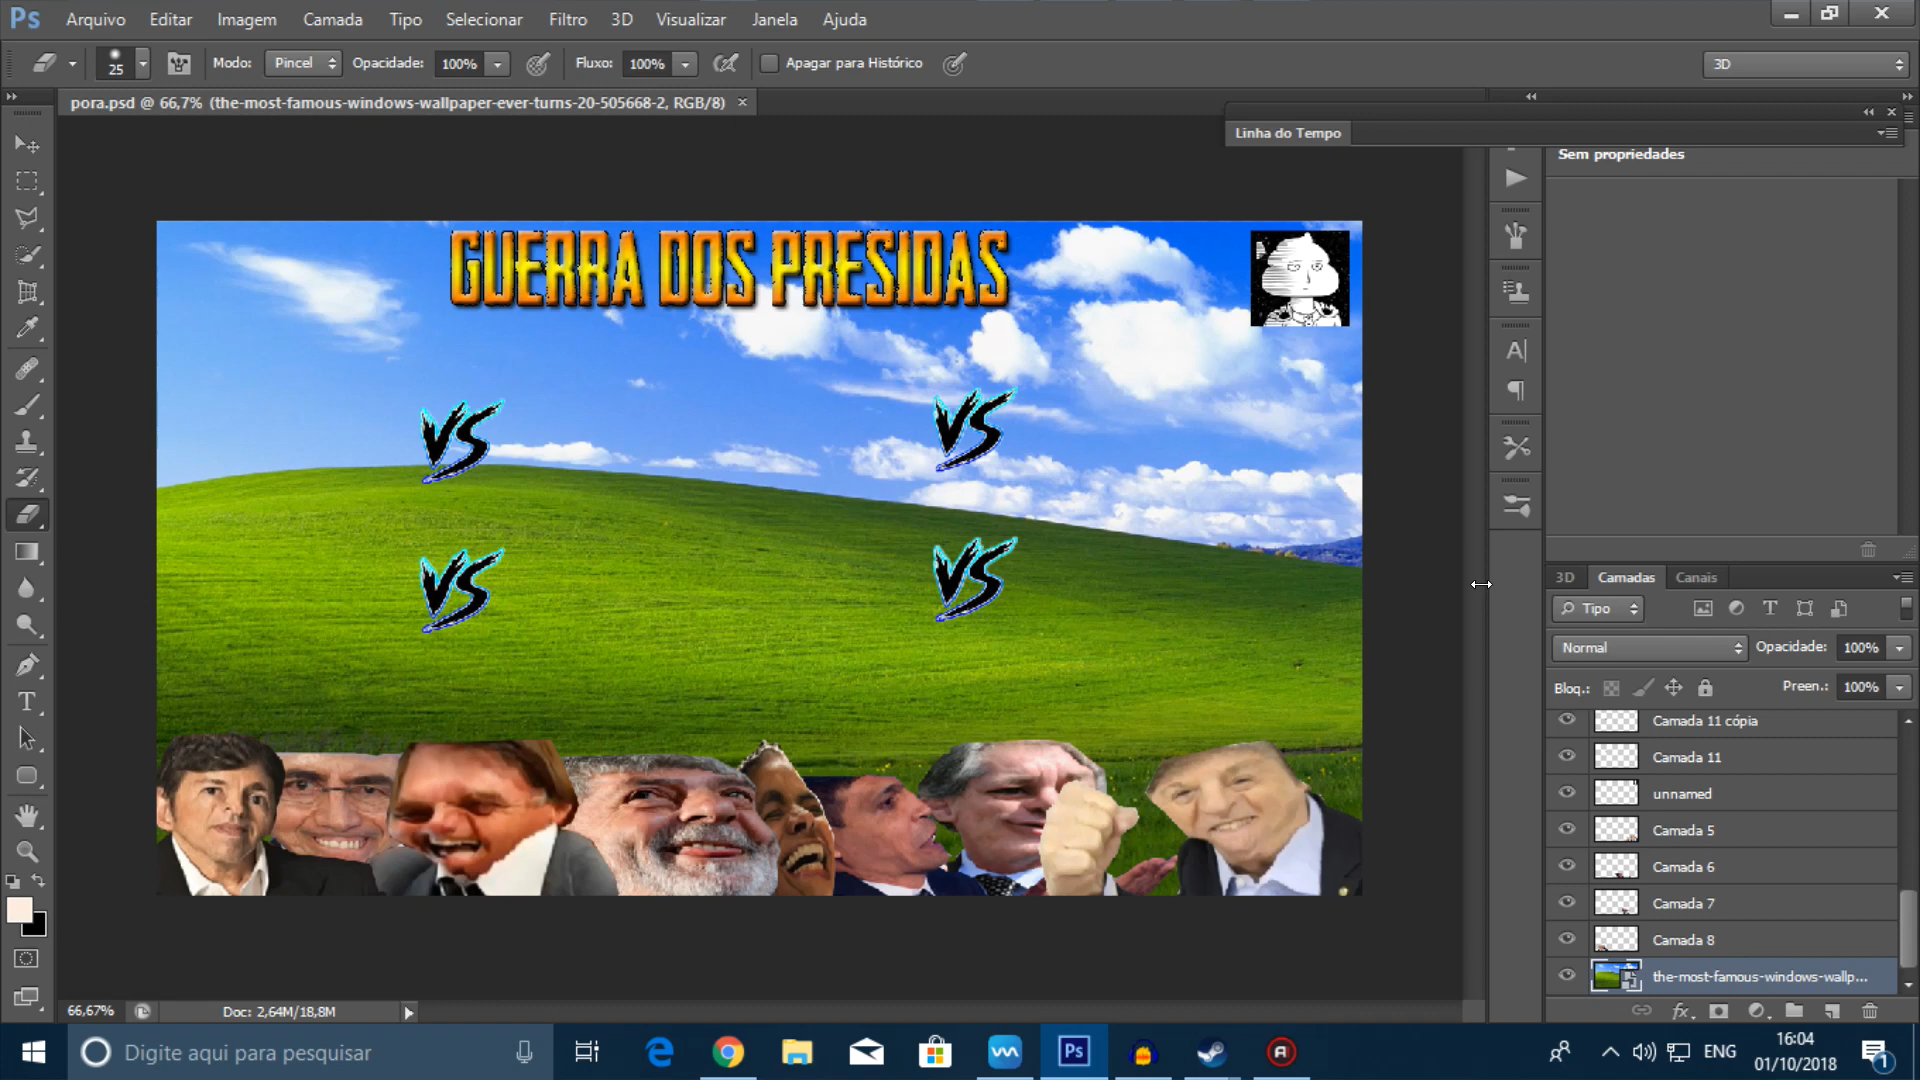 Ps Arquivo Editar Imagem Camada Tipo Selecionar Filtro 3D Visualizar Janela Ajuda
25 Modo: Pincel Opacidade: 100% Fluxo: 100% Apagar para Histórico 3D
pora.psd @ 66,7% (the-most-famous-windows-wallpaper-ever-turns-20-505668-2, RGB/8)
Linha do Tempo
Sem propriedades
GUERRA DOS PRESIDAS
VS VS
VS VS
3D Camadas Canais
Tipo
Normal Opacidade: 100%
Bloq.: Preen.: 100%
Camada 11 cópia
Camada 11
unnamed
Camada 5
Camada 6
Camada 7
Camada 8
the-most-famous-windows-wallp...
66,67% Doc: 2,64M/18,8M
Digite aqui para pesquisar Ps ENG 16:04
01/10/2018 1